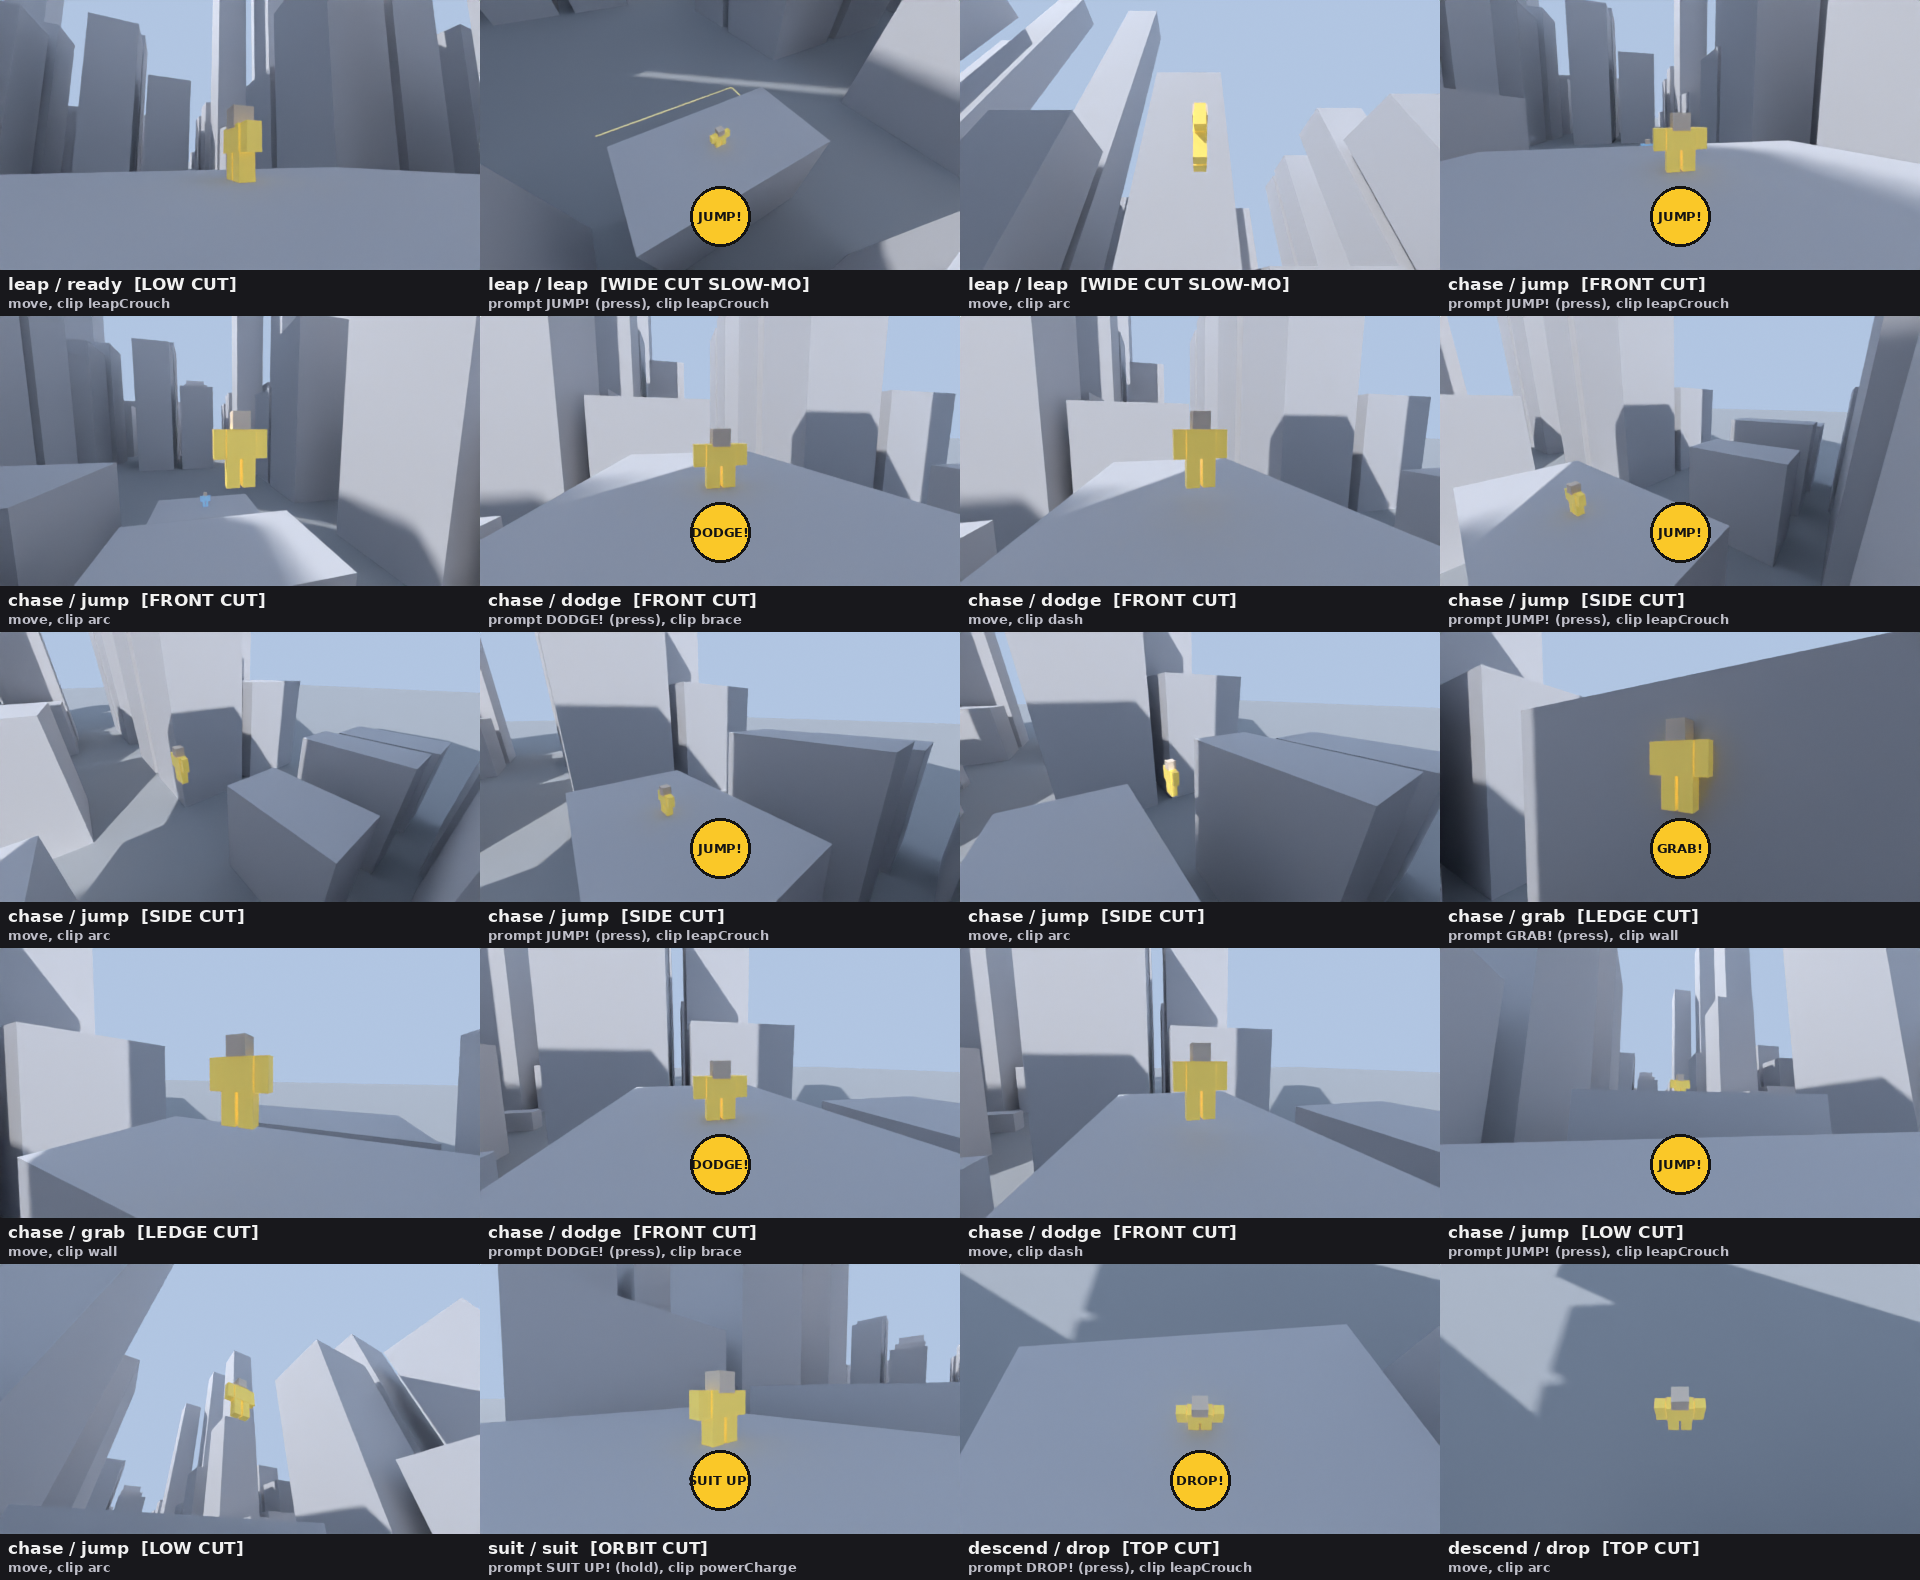 JUMP!
JUMP!
leap / ready [LOW CUT]
move, clip leapCrouch
leap / leap [WIDE CUT SLOW-MO]
prompt JUMP! (press), clip leapCrouch
leap / leap [WIDE CUT SLOW-MO]
move, clip arc
chase / jump [FRONT CUT]
prompt JUMP! (press), clip leapCrouch
DODGE!
JUMP!
chase / jump [FRONT CUT]
move, clip arc
chase / dodge [FRONT CUT]
prompt DODGE! (press), clip brace
chase / dodge [FRONT CUT]
move, clip dash
chase / jump [SIDE CUT]
prompt JUMP! (press), clip leapCrouch
JUMP!
GRAB!
chase / jump [SIDE CUT]
move, clip arc
chase / jump [SIDE CUT]
prompt JUMP! (press), clip leapCrouch
chase / jump [SIDE CUT]
move, clip arc
chase / grab [LEDGE CUT]
prompt GRAB! (press), clip wall
DODGE!
JUMP!
chase / grab [LEDGE CUT]
move, clip wall
chase / dodge [FRONT CUT]
prompt DODGE! (press), clip brace
chase / dodge [FRONT CUT]
move, clip dash
chase / jump [LOW CUT]
prompt JUMP! (press), clip leapCrouch
SUIT UP
DROP!
chase / jump [LOW CUT]
move, clip arc
suit / suit [ORBIT CUT]
prompt SUIT UP! (hold), clip powerCharge
descend / drop [TOP CUT]
prompt DROP! (press), clip leapCrouch
descend / drop [TOP CUT]
move, clip arc